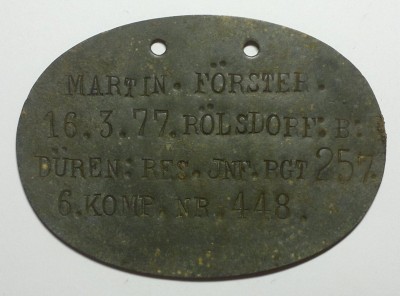 MARTIN. FÖRSTER.
16.3.77. RÖLSDORF: B:
DÜREN: RES. JNF. RGT 257.
6. KOMP. NR. 448.